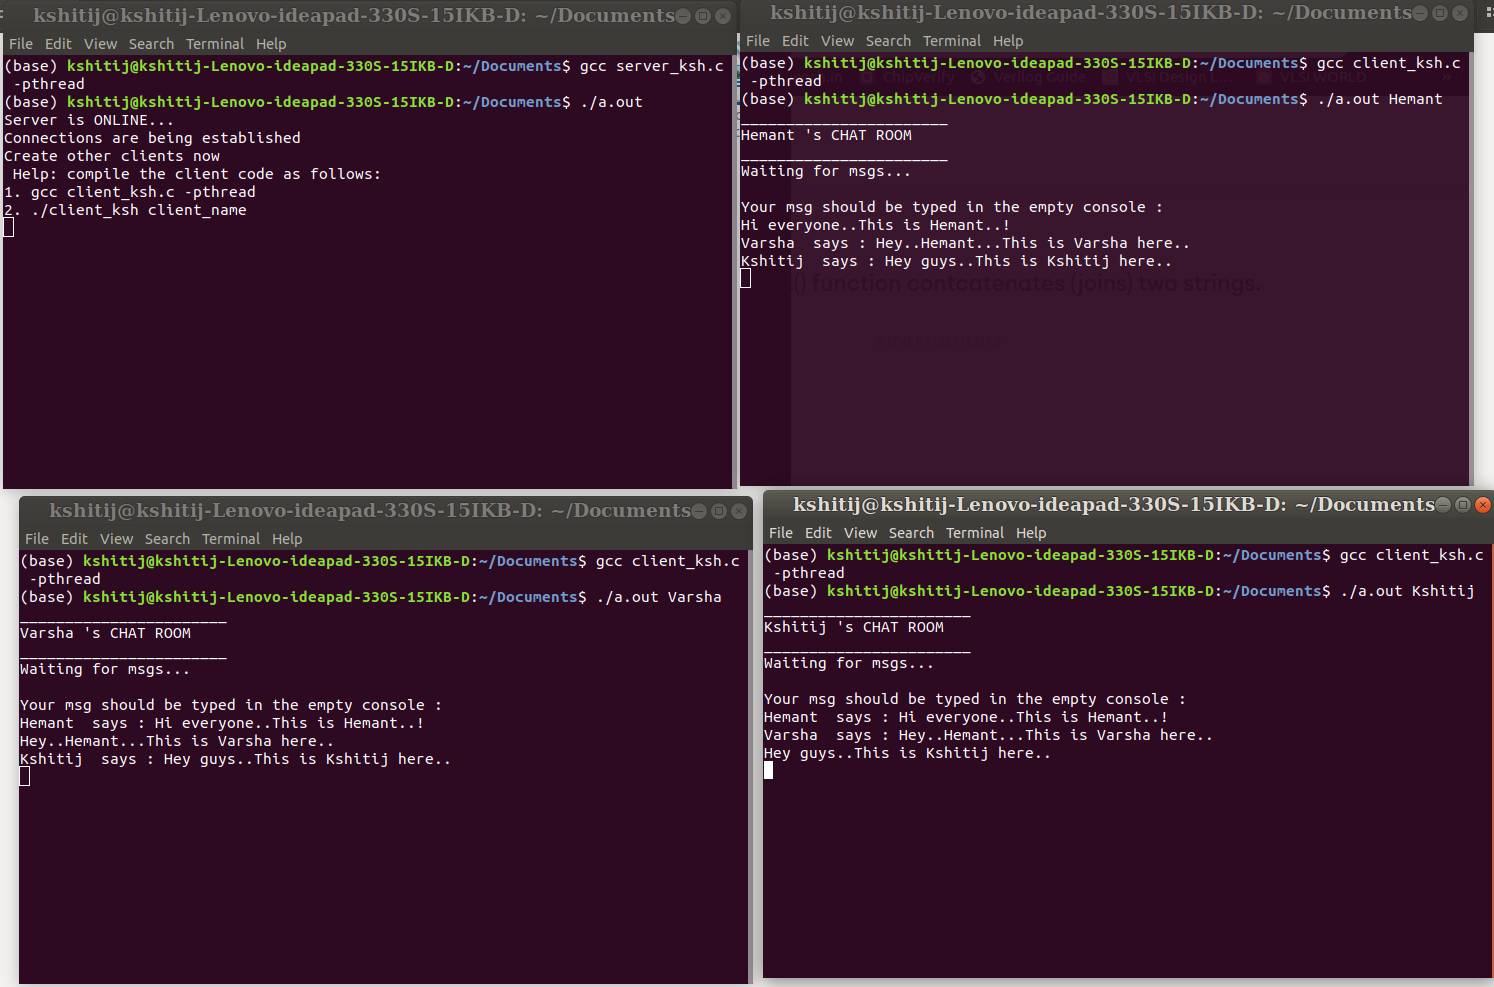 kshitij@kshitij-Lenovo-ideapad-330S-15IKB-D: ~/Documents
File Edit View Search Terminal Help
(base) kshitij@kshitij-Lenovo-ideapad-330S-15IKB-D:~/Documents$ gcc server_ksh.c
-pthread
(base) kshitij@kshitij-Lenovo-ideapad-330S-15IKB-D:~/Documents$ ./a.out
Server is ONLINE...
Connections are being established
Create other clients now
Help: compile the client code as follows:
1. gcc client_ksh.c -pthread
2. ./client_ksh client_name
kshitij@kshitij-Lenovo-ideapad-330S-15IKB-D: ~/Documents
File Edit View Search Terminal Help
(base) kshitij@kshitij-Lenovo-ideapad-330S-15IKB-D:~/Documents$ gcc client_ksh.c
-pthread
ChipVerify Verilog Guide VLSI Design L... VLSI WORLD »
(base) kshitij@kshitij-Lenovo-ideapad-330S-15IKB-D:~/Documents$ ./a.out Hemant
_______________________
Hemant 's CHAT ROOM
_______________________
Waiting for msgs...
Your msg should be typed in the empty console :
Hi everyone..This is Hemant..!
Varsha  says : Hey..Hemant...This is Varsha here..
Kshitij  says : Hey guys..This is Kshitij here..
() function contcatenates (joins) two strings.
kshitij@kshitij-Lenovo-ideapad-330S-15IKB-D: ~/Documents
File Edit View Search Terminal Help
(base) kshitij@kshitij-Lenovo-ideapad-330S-15IKB-D:~/Documents$ gcc client_ksh.c
-pthread
(base) kshitij@kshitij-Lenovo-ideapad-330S-15IKB-D:~/Documents$ ./a.out Varsha
_______________________
Varsha 's CHAT ROOM
_______________________
Waiting for msgs...
Your msg should be typed in the empty console :
Hemant  says : Hi everyone..This is Hemant..!
Hey..Hemant...This is Varsha here..
Kshitij  says : Hey guys..This is Kshitij here..
kshitij@kshitij-Lenovo-ideapad-330S-15IKB-D: ~/Documents
File Edit View Search Terminal Help
(base) kshitij@kshitij-Lenovo-ideapad-330S-15IKB-D:~/Documents$ gcc client_ksh.c
-pthread
(base) kshitij@kshitij-Lenovo-ideapad-330S-15IKB-D:~/Documents$ ./a.out Kshitij
_______________________
Kshitij 's CHAT ROOM
_______________________
Waiting for msgs...
Your msg should be typed in the empty console :
Hemant  says : Hi everyone..This is Hemant..!
Varsha  says : Hey..Hemant...This is Varsha here..
Hey guys..This is Kshitij here..